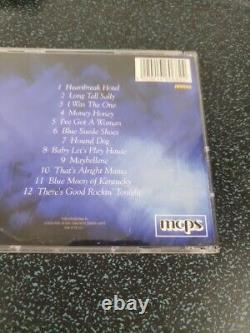 1 Heartbreak Hotel
2 Long Tall Sally
3 I Was The One
4 Money Honey
5 I've Got A Woman
6 Blue Suede Shoes
7 Hound Dog
8 Baby Let's Play House
9 Maybellene
10 That's Alright Mama
11 Blue Moon of Kentucky
12 There's Good Rockin' Tonight
mcps